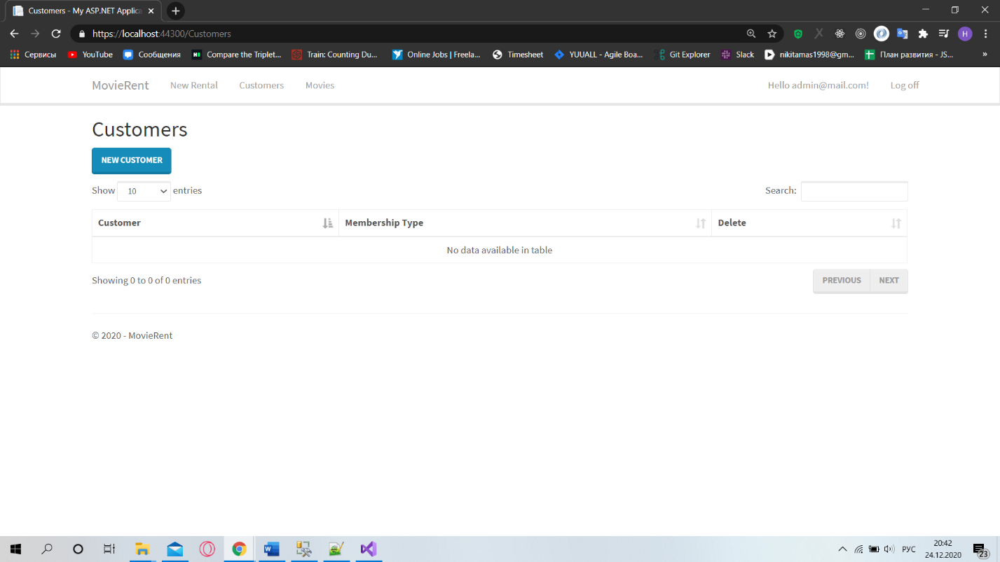 Customers - My ASP.NET Applica
https://localhost:44300/Customers
H
Сервисы YouTube Сообщения Compare the Triplet... Train: Counting Du... Online Jobs | Freela... Timesheet YUUALL - Agile Boa... Git Explorer Slack nikitamas1998@gm... План развития - JS... »
MovieRent New Rental Customers Movies Hello admin@mail.com! Log off
Customers
NEW CUSTOMER
Show 10 entries Search:
Customer Membership Type Delete
No data available in table
Showing 0 to 0 of 0 entries PREVIOUS NEXT
© 2020 - MovieRent
РУС
20:42
24.12.2020
23